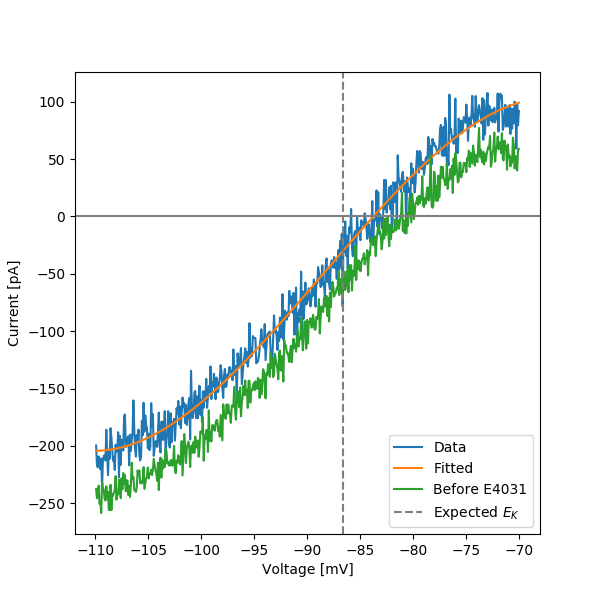 100
50
0
−50
−100
−150
−200
−250
Current [pA]
−110
−105
−100
−95
−90
−85
−80
−75
−70
Voltage [mV]
Data
Fitted
Before E4031
Expected E_K